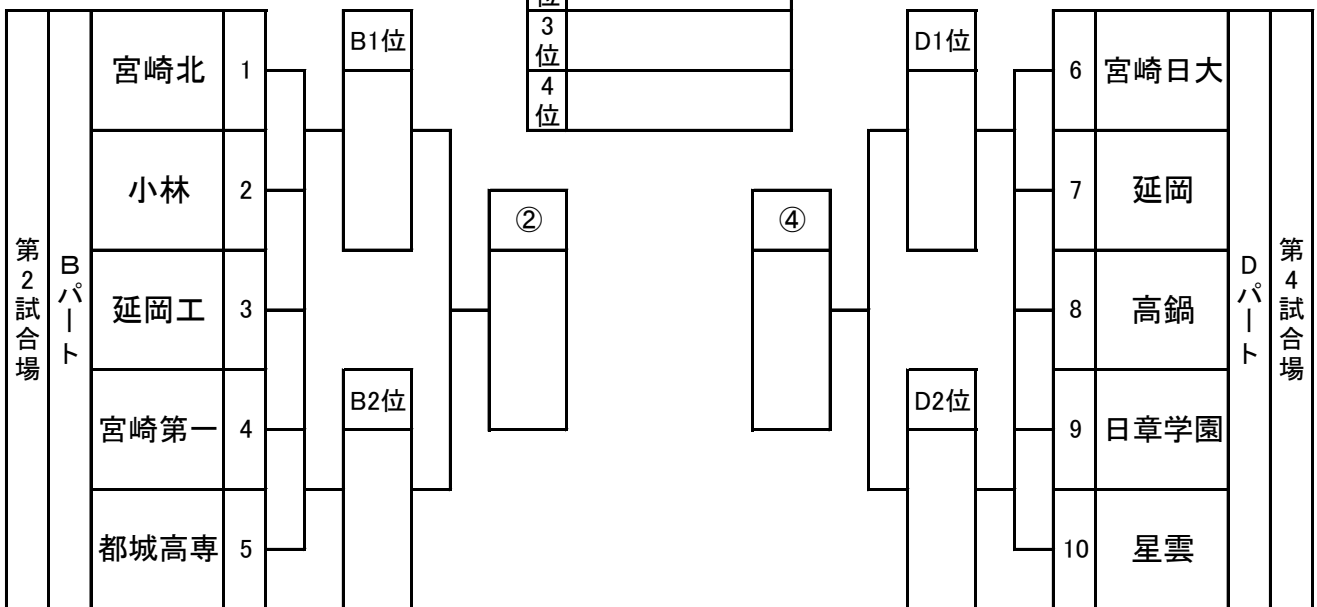 位
3位
4位
第2試合場
Bパート
宮崎北 1
小林 2
延岡工 3
宮崎第一 4
都城高専 5
B1位
B2位
②
④
D1位
D2位
6 宮崎日大
7 延岡
8 高鍋
9 日章学園
10 星雲
Dパート
第4試合場